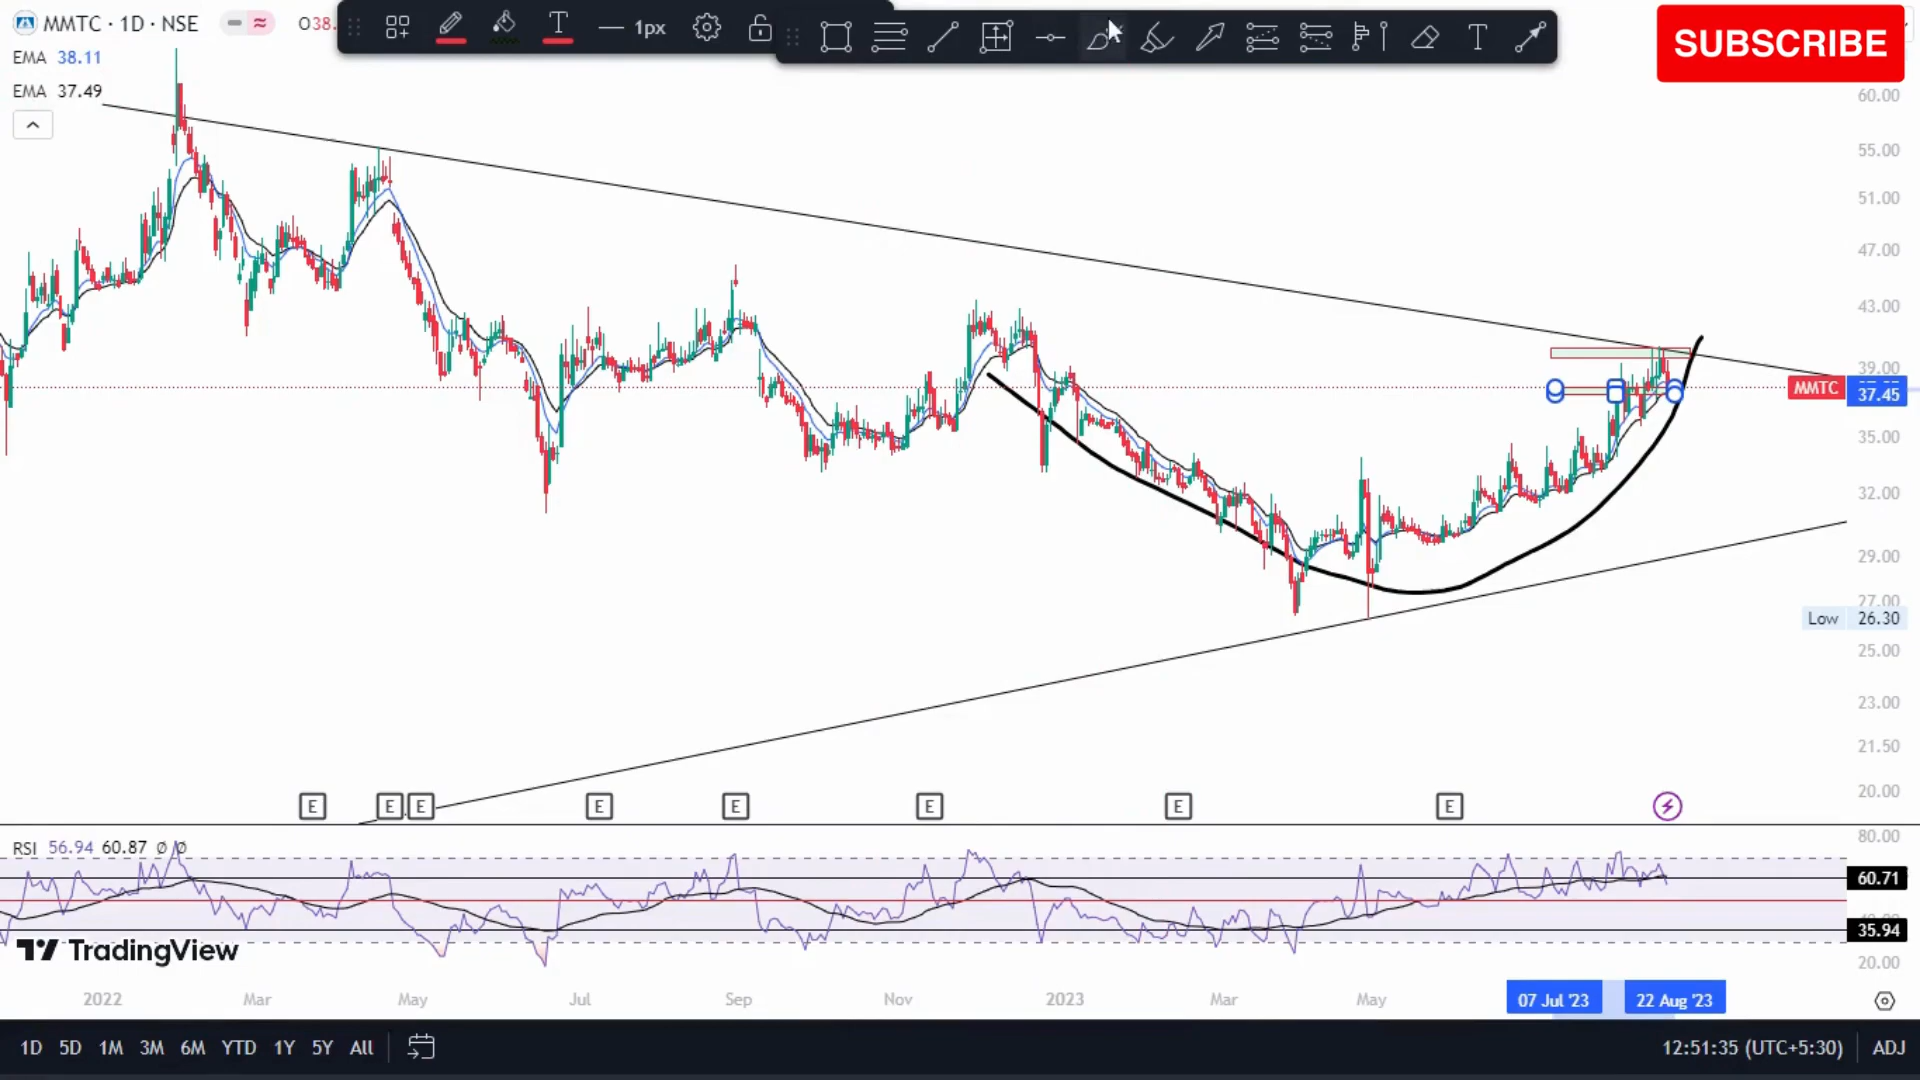 MMTC · 1D · NSE
O38.
1px
T
SUBSCRIBE
EMA 38.11
EMA 37.49
60.00
55.00
51.00
47.00
43.00
39.00
MMTC 37.45
35.00
32.00
29.00
27.00
Low 26.30
25.00
23.00
21.50
20.00
E E E E E E E E
RSI 56.94 60.87 ∅ ∅
80.00
60.71
35.94
20.00
TradingView
2022 Mar May Jul Sep Nov 2023 Mar May 07 Jul '23 22 Aug '23
1D 5D 1M 3M 6M YTD 1Y 5Y All
12:51:35 (UTC+5:30) ADJ